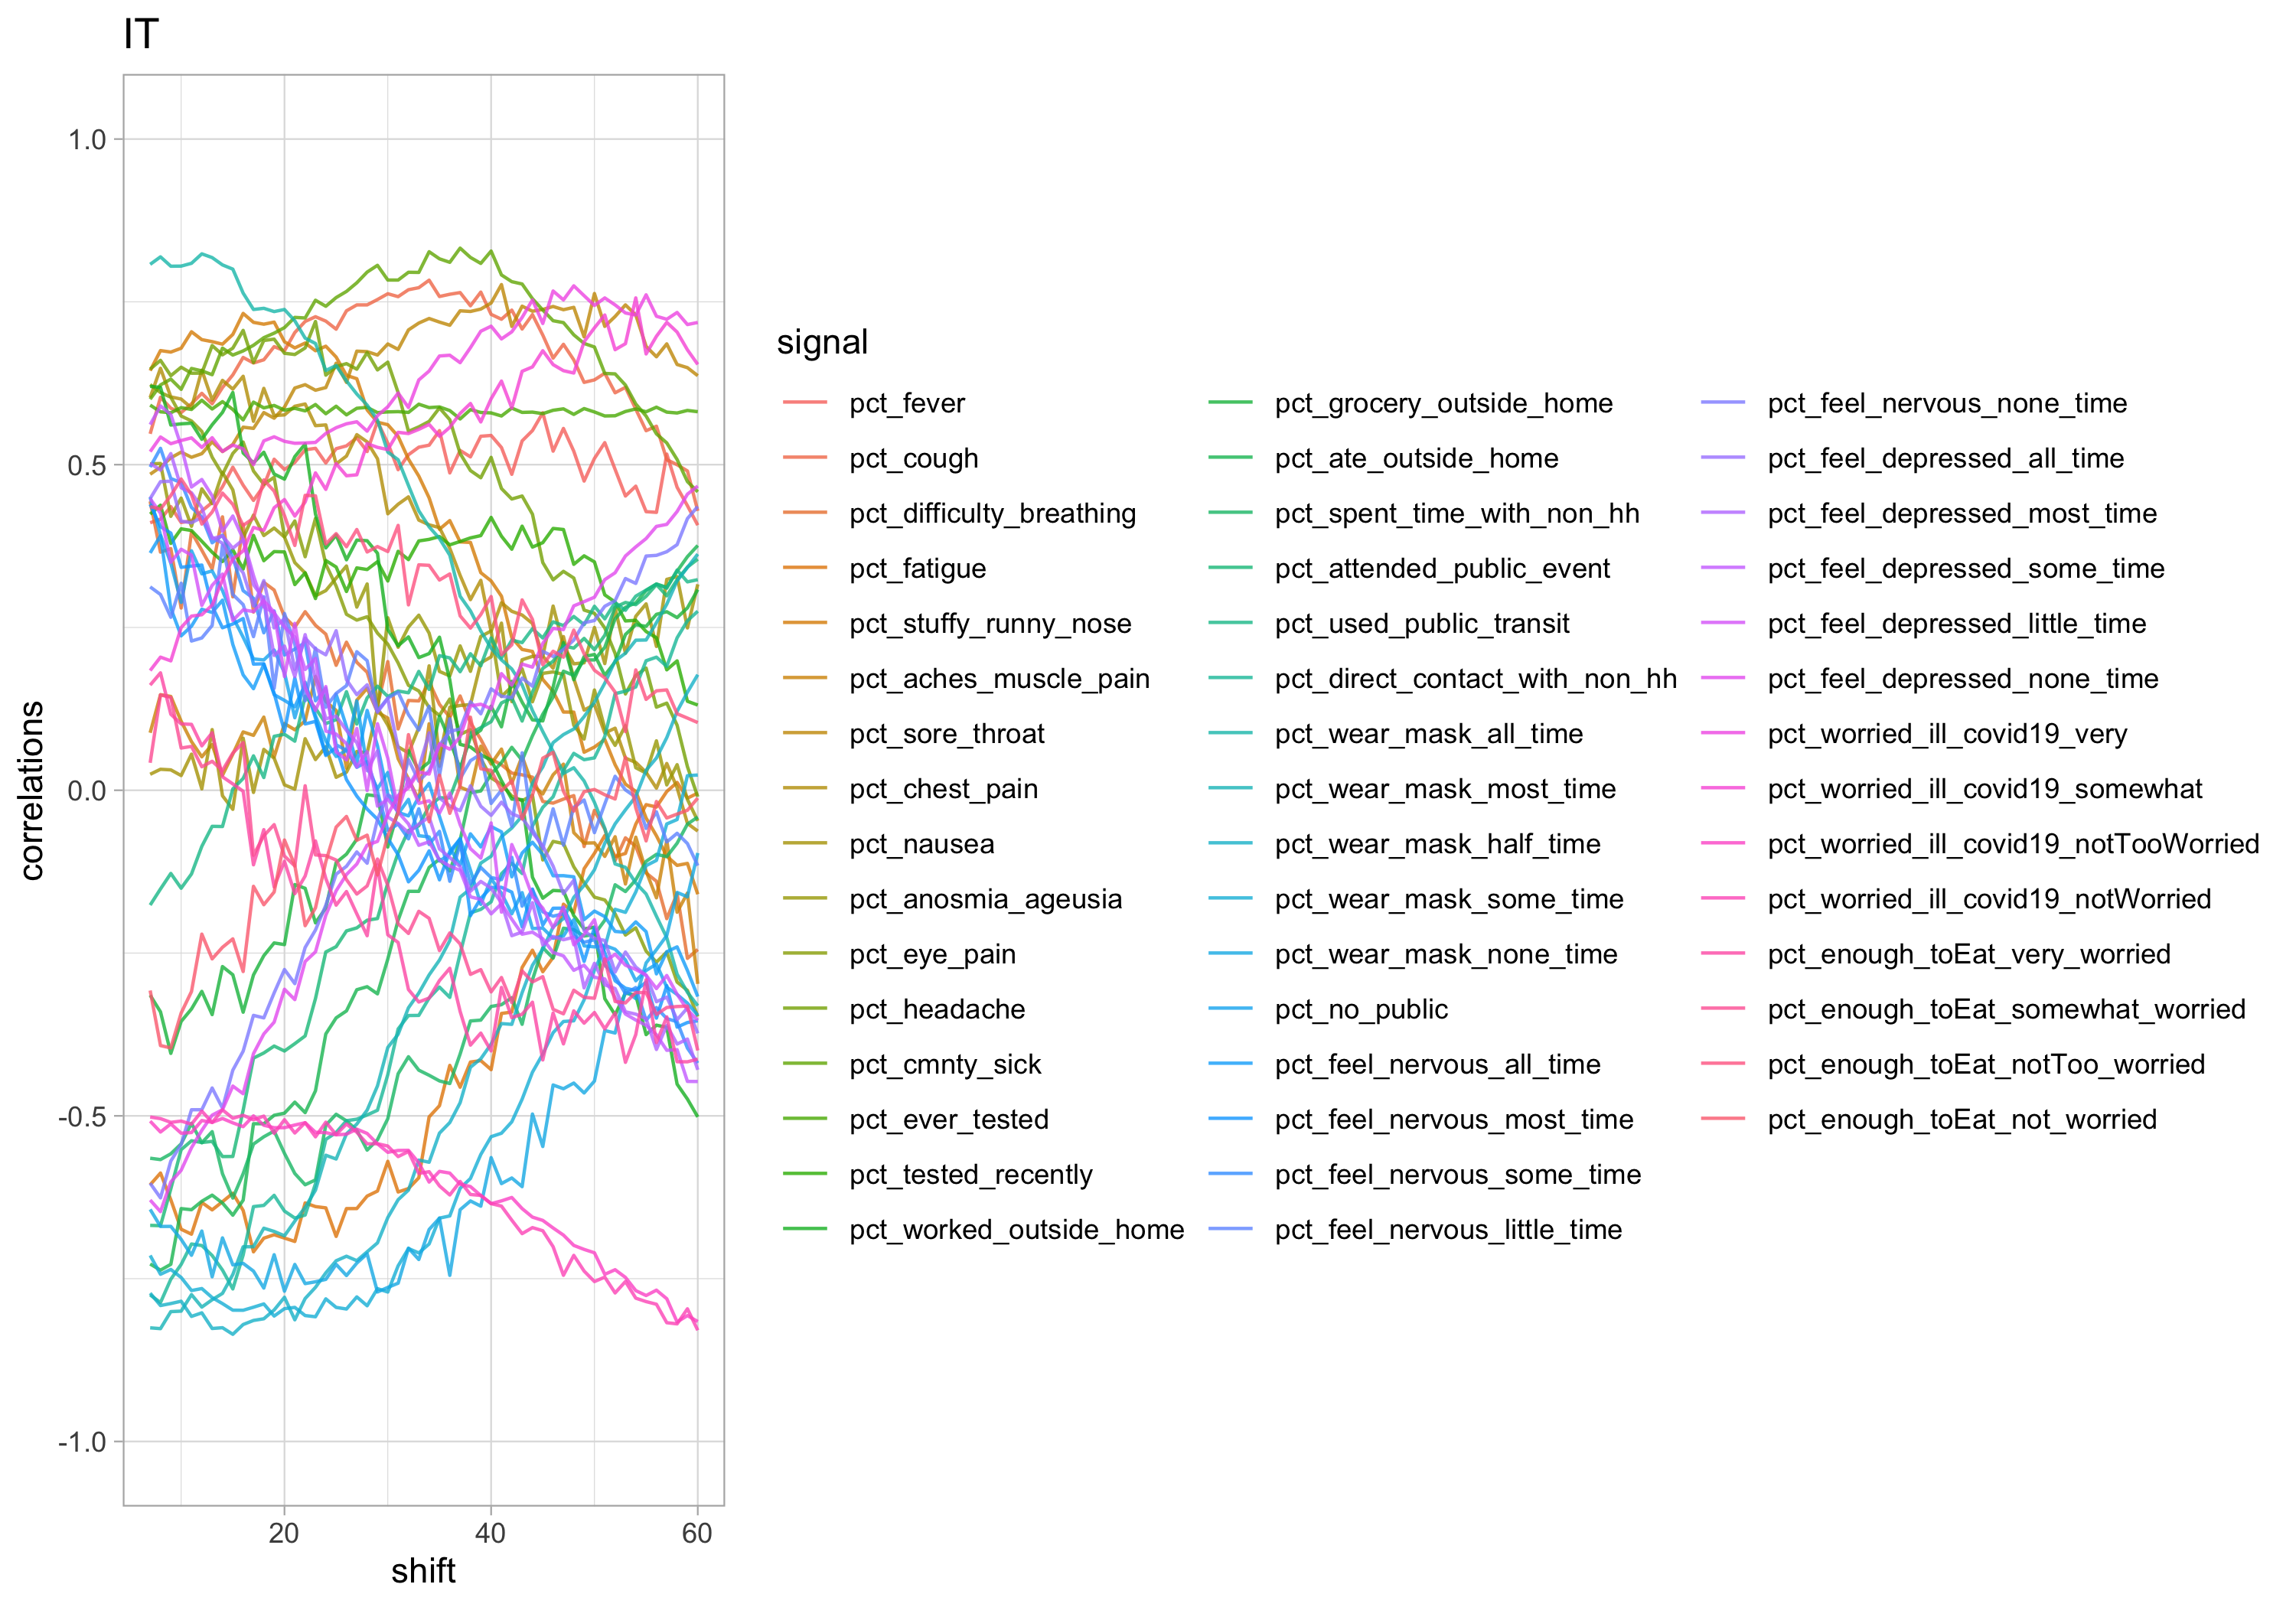 IT
1.0
0.5
0.0
-0.5
-1.0
correlations
20 40 60
shift
signal
pct_fever
pct_cough
pct_difficulty_breathing
pct_fatigue
pct_stuffy_runny_nose
pct_aches_muscle_pain
pct_sore_throat
pct_chest_pain
pct_nausea
pct_anosmia_ageusia
pct_eye_pain
pct_headache
pct_cmnty_sick
pct_ever_tested
pct_tested_recently
pct_worked_outside_home
pct_grocery_outside_home
pct_ate_outside_home
pct_spent_time_with_non_hh
pct_attended_public_event
pct_used_public_transit
pct_direct_contact_with_non_hh
pct_wear_mask_all_time
pct_wear_mask_most_time
pct_wear_mask_half_time
pct_wear_mask_some_time
pct_wear_mask_none_time
pct_no_public
pct_feel_nervous_all_time
pct_feel_nervous_most_time
pct_feel_nervous_some_time
pct_feel_nervous_little_time
pct_feel_nervous_none_time
pct_feel_depressed_all_time
pct_feel_depressed_most_time
pct_feel_depressed_some_time
pct_feel_depressed_little_time
pct_feel_depressed_none_time
pct_worried_ill_covid19_very
pct_worried_ill_covid19_somewhat
pct_worried_ill_covid19_notTooWorried
pct_worried_ill_covid19_notWorried
pct_enough_toEat_very_worried
pct_enough_toEat_somewhat_worried
pct_enough_toEat_notToo_worried
pct_enough_toEat_not_worried